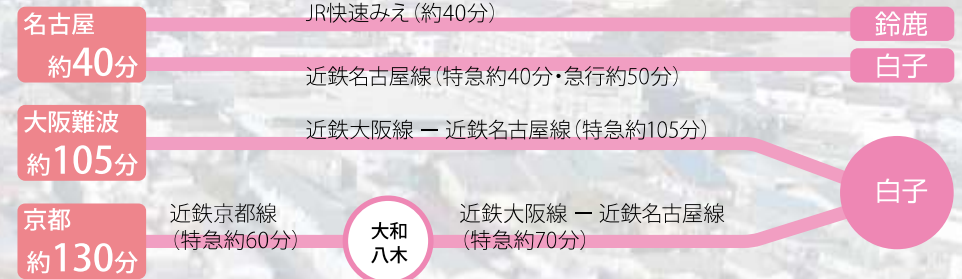 JR快速みえ（約40分）
名古屋
約40分
鈴鹿
白子
近鉄名古屋線（特急約40分・急行約50分）
大阪難波
約105分
近鉄大阪線 ー 近鉄名古屋線（特急約105分）
白子
京都
約130分
近鉄京都線
（特急約60分）
大和
八木
近鉄大阪線 ー 近鉄名古屋線
（特急約70分）